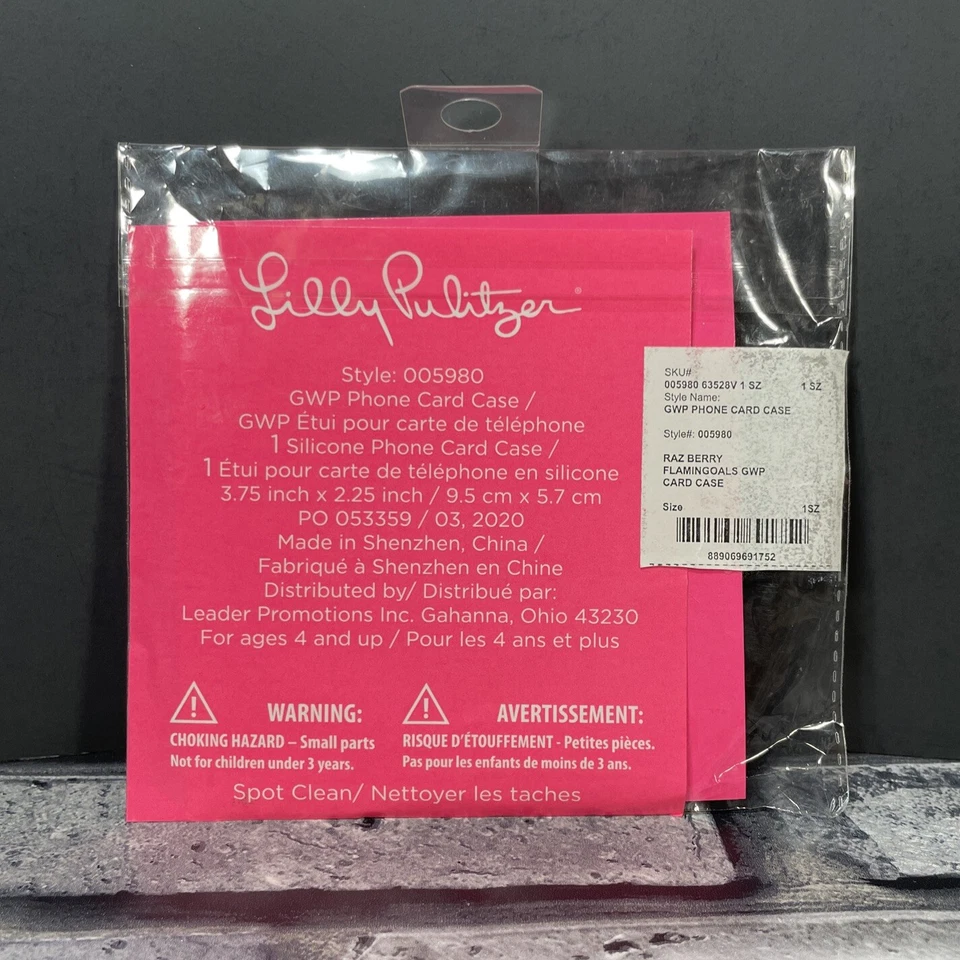 Lilly Pulitzer®
Style: 005980
GWP Phone Card Case /
GWP Étui pour carte de téléphone
1 Silicone Phone Card Case /
1 Étui pour carte de téléphone en silicone
3.75 inch x 2.25 inch / 9.5 cm x 5.7 cm
PO 053359 / 03, 2020
Made in Shenzhen, China /
Fabriqué à Shenzhen en Chine
Distributed by/ Distribué par:
Leader Promotions Inc. Gahanna, Ohio 43230
For ages 4 and up / Pour les 4 ans et plus
WARNING:
CHOKING HAZARD – Small parts
Not for children under 3 years.
AVERTISSEMENT:
RISQUE D'ÉTOUFFEMENT - Petites pièces.
Pas pour les enfants de moins de 3 ans.
Spot Clean/ Nettoyer les taches
SKU#
005980 63528V 1 SZ 1 SZ
Style Name:
GWP PHONE CARD CASE
Style#: 005980
RAZ BERRY
FLAMINGOALS GWP
CARD CASE
Size 1SZ
889069691752